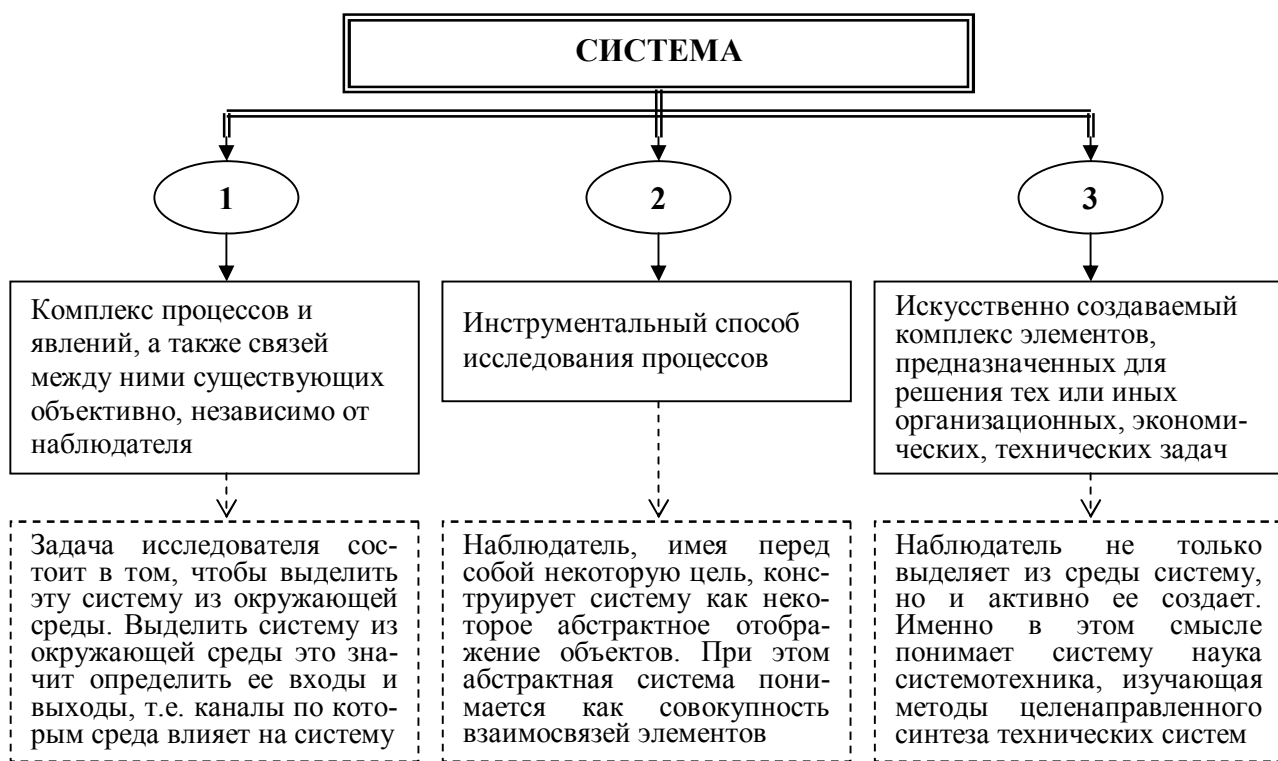 СИСТЕМА
1
2
3
Комплекс процессов и
явлений, а также связей
между ними существующих
объективно, независимо от
наблюдателя
Инструментальный способ
исследования процессов
Искусственно создаваемый
комплекс элементов,
предназначенных для
решения тех или иных
организационных, экономи-
ческих, технических задач
Задача исследователя сос-
тоит в том, чтобы выделить
эту систему из окружающей
среды. Выделить систему из
окружающей среды это зна-
чит определить ее входы и
выходы, т.е. каналы по кото-
рым среда влияет на систему
Наблюдатель, имея перед
собой некоторую цель, конс-
труирует систему как неко-
торое абстрактное отобра-
жение объектов. При этом
абстрактная система пони-
мается как совокупность
взаимосвязей элементов
Наблюдатель не только
выделяет из среды систему,
но и активно ее создает.
Именно в этом смысле
понимает систему наука
системотехника, изучающая
методы целенаправленного
синтеза технических систем